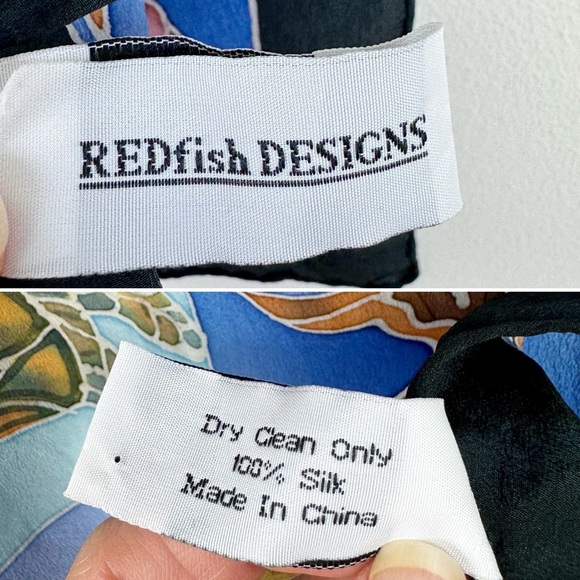 REDfish DESIGNS
Dry Clean Only
100% Silk
Made In China